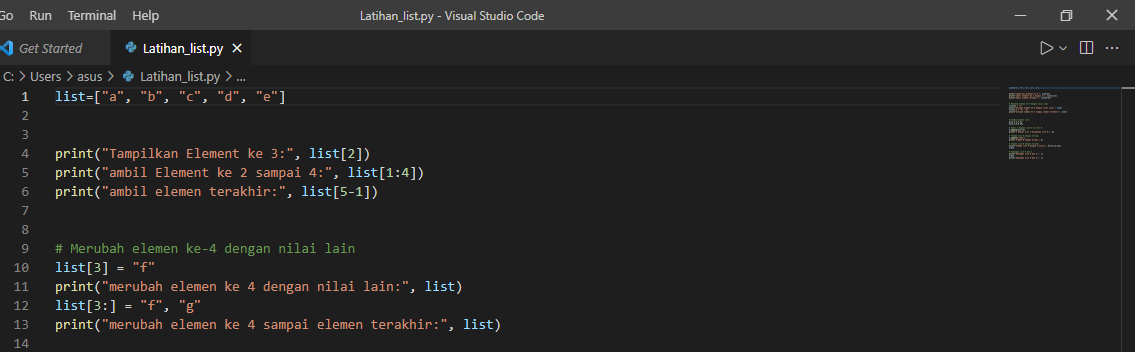 Go Run Terminal Help Latihan_list.py - Visual Studio Code
Get Started Latihan_list.py
C: > Users > asus > Latihan_list.py > ...
1 list=["a", "b", "c", "d", "e"]
2
3
4 print("Tampilkan Element ke 3:", list[2])
5 print("ambil Element ke 2 sampai 4:", list[1:4])
6 print("ambil elemen terakhir:", list[5-1])
7
8
9 # Merubah elemen ke-4 dengan nilai lain
10 list[3] = "f"
11 print("merubah elemen ke 4 dengan nilai lain:", list)
12 list[3:] = "f", "g"
13 print("merubah elemen ke 4 sampai elemen terakhir:", list)
14